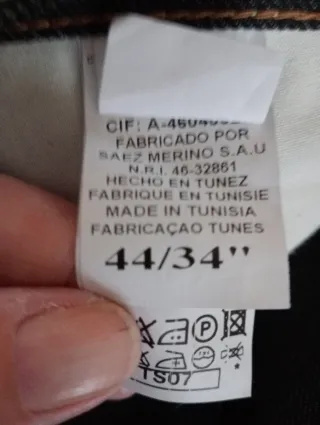 CIF: A-
FABRICADO POR
SAEZ MERINO S.A.U
N.R.I. 46-32861
HECHO EN TUNEZ
FABRIQUE EN TUNISIE
MADE IN TUNISIA
FABRICAÇAO TUNES
44/34"
P
TS07